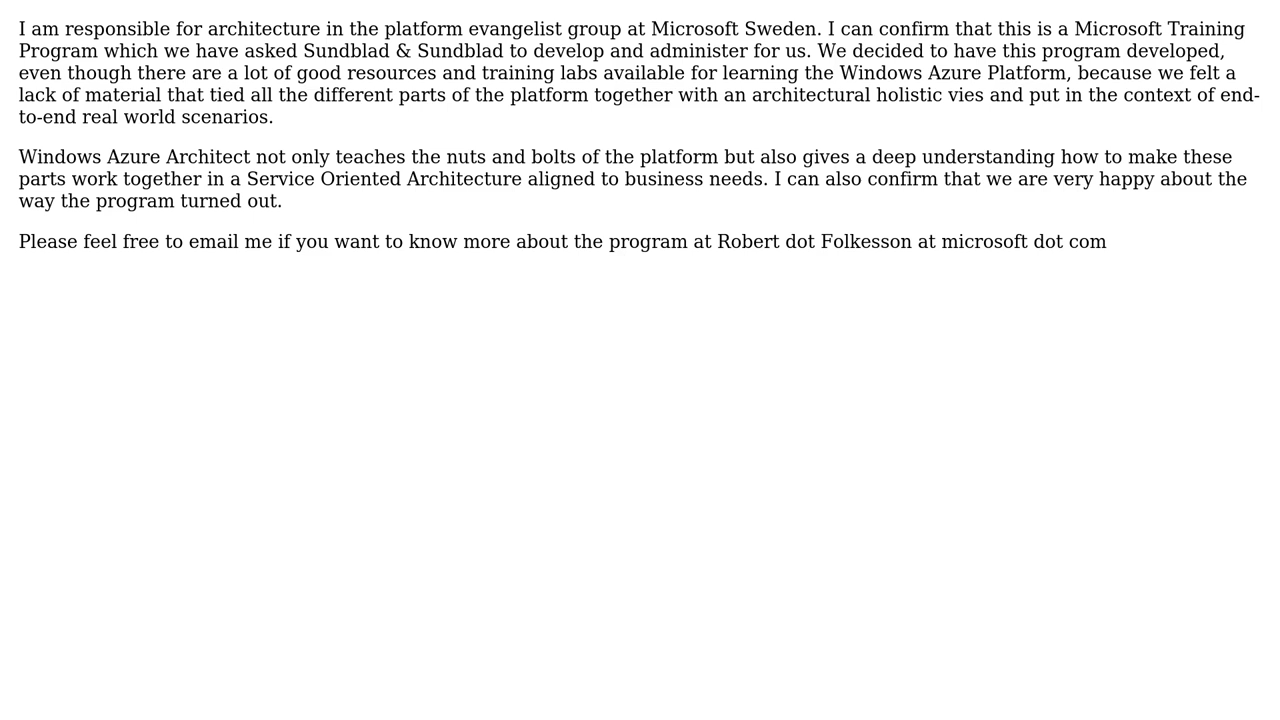 I am responsible for architecture in the platform evangelist group at Microsoft Sweden. I can confirm that this is a Microsoft Training
Program which we have asked Sundblad & Sundblad to develop and administer for us. We decided to have this program developed,
even though there are a lot of good resources and training labs available for learning the Windows Azure Platform, because we felt a
lack of material that tied all the different parts of the platform together with an architectural holistic vies and put in the context of end-
to-end real world scenarios.
Windows Azure Architect not only teaches the nuts and bolts of the platform but also gives a deep understanding how to make these
parts work together in a Service Oriented Architecture aligned to business needs. I can also confirm that we are very happy about the
way the program turned out.
Please feel free to email me if you want to know more about the program at Robert dot Folkesson at microsoft dot com